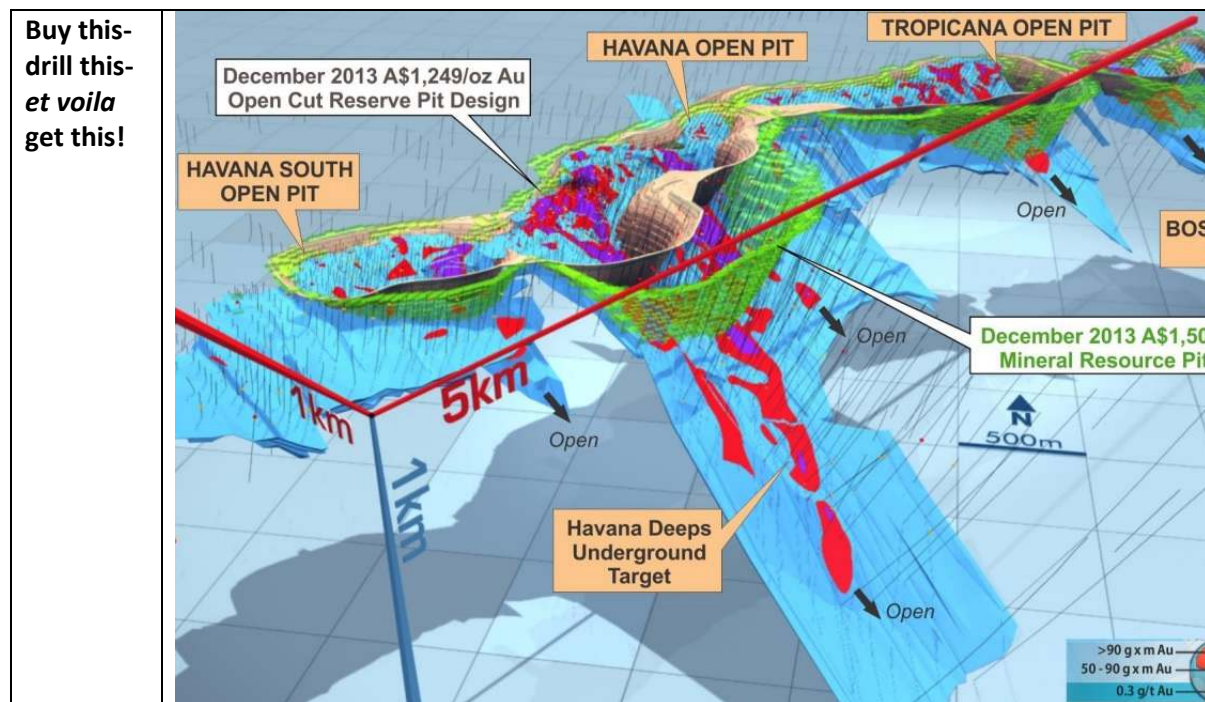 Buy this-
drill this-
et voila
get this!
TROPICANA OPEN PIT
HAVANA OPEN PIT
December 2013 A$1,249/oz Au
Open Cut Reserve Pit Design
HAVANA SOUTH
OPEN PIT
Open
BOS
Open
December 2013 A$1,50
Mineral Resource Pit
1km
5km
Open
N
500m
1km
Havana Deeps
Underground
Target
Open
>90 g x m Au
50 - 90 g x m Au
0.3 g/t Au